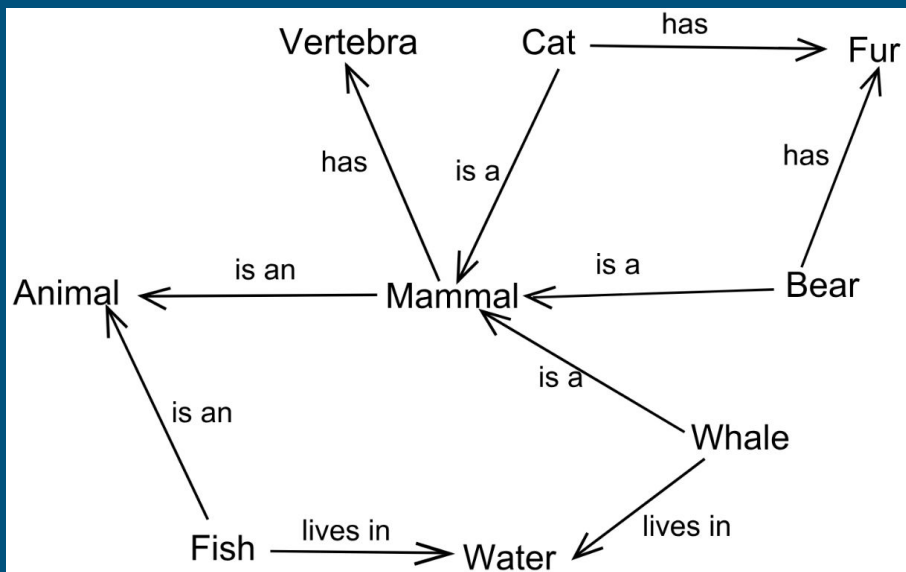 has
Vertebra
Cat
Fur
has
is a
has
is an
is a
Animal
Mammal
Bear
is a
is an
Whale
lives in
lives in
Fish
Water